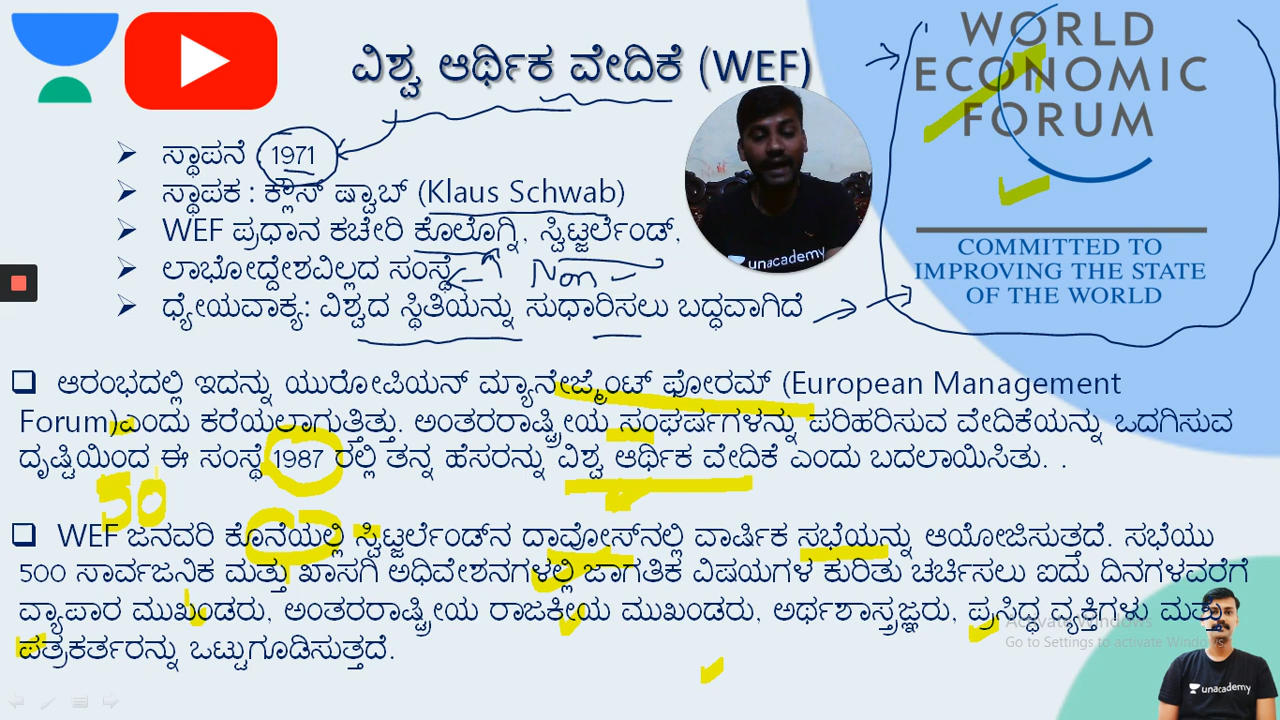 ವಿಶ್ವ ಆರ್ಥಿಕ ವೇದಿಕೆ (WEF)
WORLD
ECONOMIC
FORUM
COMMITTED TO
IMPROVING THE STATE
OF THE WORLD
ಸ್ಥಾಪನೆ 1971
ಸ್ಥಾಪಕ : ಕ್ಲೌಸ್ ಷ್ವಾಬ್ (Klaus Schwab)
WEF ಪ್ರಧಾನ ಕಚೇರಿ ಕೊಲೊಗ್ನಿ, ಸ್ವಿಟ್ಜರ್ಲೆಂಡ್,
ಲಾಭೋದ್ದೇಶವಿಲ್ಲದ ಸಂಸ್ಥೆ Non –
ಧ್ಯೇಯವಾಕ್ಯ: ವಿಶ್ವದ ಸ್ಥಿತಿಯನ್ನು ಸುಧಾರಿಸಲು ಬದ್ಧವಾಗಿದೆ
unacademy
ಆರಂಭದಲ್ಲಿ ಇದನ್ನು ಯುರೋಪಿಯನ್ ಮ್ಯಾನೇಜ್ಮೆಂಟ್ ಫೋರಮ್ (European Management
Forum)ಎಂದು ಕರೆಯಲಾಗುತ್ತಿತ್ತು. ಅಂತರರಾಷ್ಟ್ರೀಯ ಸಂಘರ್ಷಗಳನ್ನು ಪರಿಹರಿಸುವ ವೇದಿಕೆಯನ್ನು ಒದಗಿಸುವ
ದೃಷ್ಟಿಯಿಂದ ಈ ಸಂಸ್ಥೆ 1987 ರಲ್ಲಿ ತನ್ನ ಹೆಸರನ್ನು ವಿಶ್ವ ಆರ್ಥಿಕ ವೇದಿಕೆ ಎಂದು ಬದಲಾಯಿಸಿತು. .
50
WEF ಜನವರಿ ಕೊನೆಯಲ್ಲಿ ಸ್ವಿಟ್ಜರ್ಲೆಂಡ್‌ನ ದಾವೋಸ್‌ನಲ್ಲಿ ವಾರ್ಷಿಕ ಸಭೆಯನ್ನು ಆಯೋಜಿಸುತ್ತದೆ. ಸಭೆಯು
500 ಸಾರ್ವಜನಿಕ ಮತ್ತು ಖಾಸಗಿ ಅಧಿವೇಶನಗಳಲ್ಲಿ ಜಾಗತಿಕ ವಿಷಯಗಳ ಕುರಿತು ಚರ್ಚಿಸಲು ಐದು ದಿನಗಳವರೆಗೆ
ವ್ಯಾಪಾರ ಮುಖಂಡರು, ಅಂತರರಾಷ್ಟ್ರೀಯ ರಾಜಕೀಯ ಮುಖಂಡರು, ಅರ್ಥಶಾಸ್ತ್ರಜ್ಞರು, ಪ್ರಸಿದ್ಧ ವ್ಯಕ್ತಿಗಳು ಮತ್ತು
ಪತ್ರಕರ್ತರನ್ನು ಒಟ್ಟುಗೂಡಿಸುತ್ತದೆ.
Activate Windows
Go to Settings to activate Windows.
unacademy